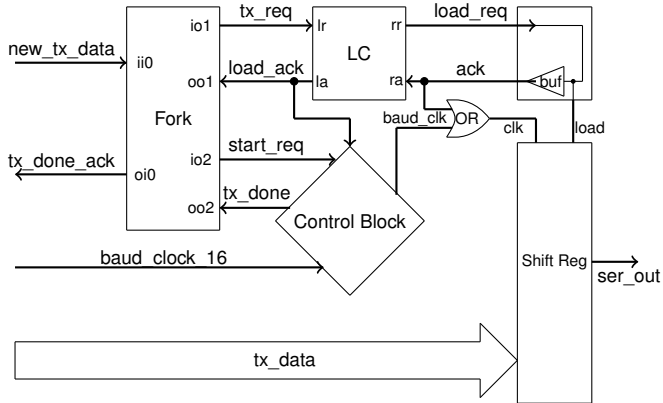 tx_req
load_req
io1
lr
LC
rr
new_tx_data
ii0
oo1
load_ack
la
ra
ack
buf
Fork
baud_clk
OR
clk
load
io2
start_req
tx_done_ack
oi0
oo2
tx_done
Control Block
baud_clock_16
Shift Reg
ser_out
tx_data